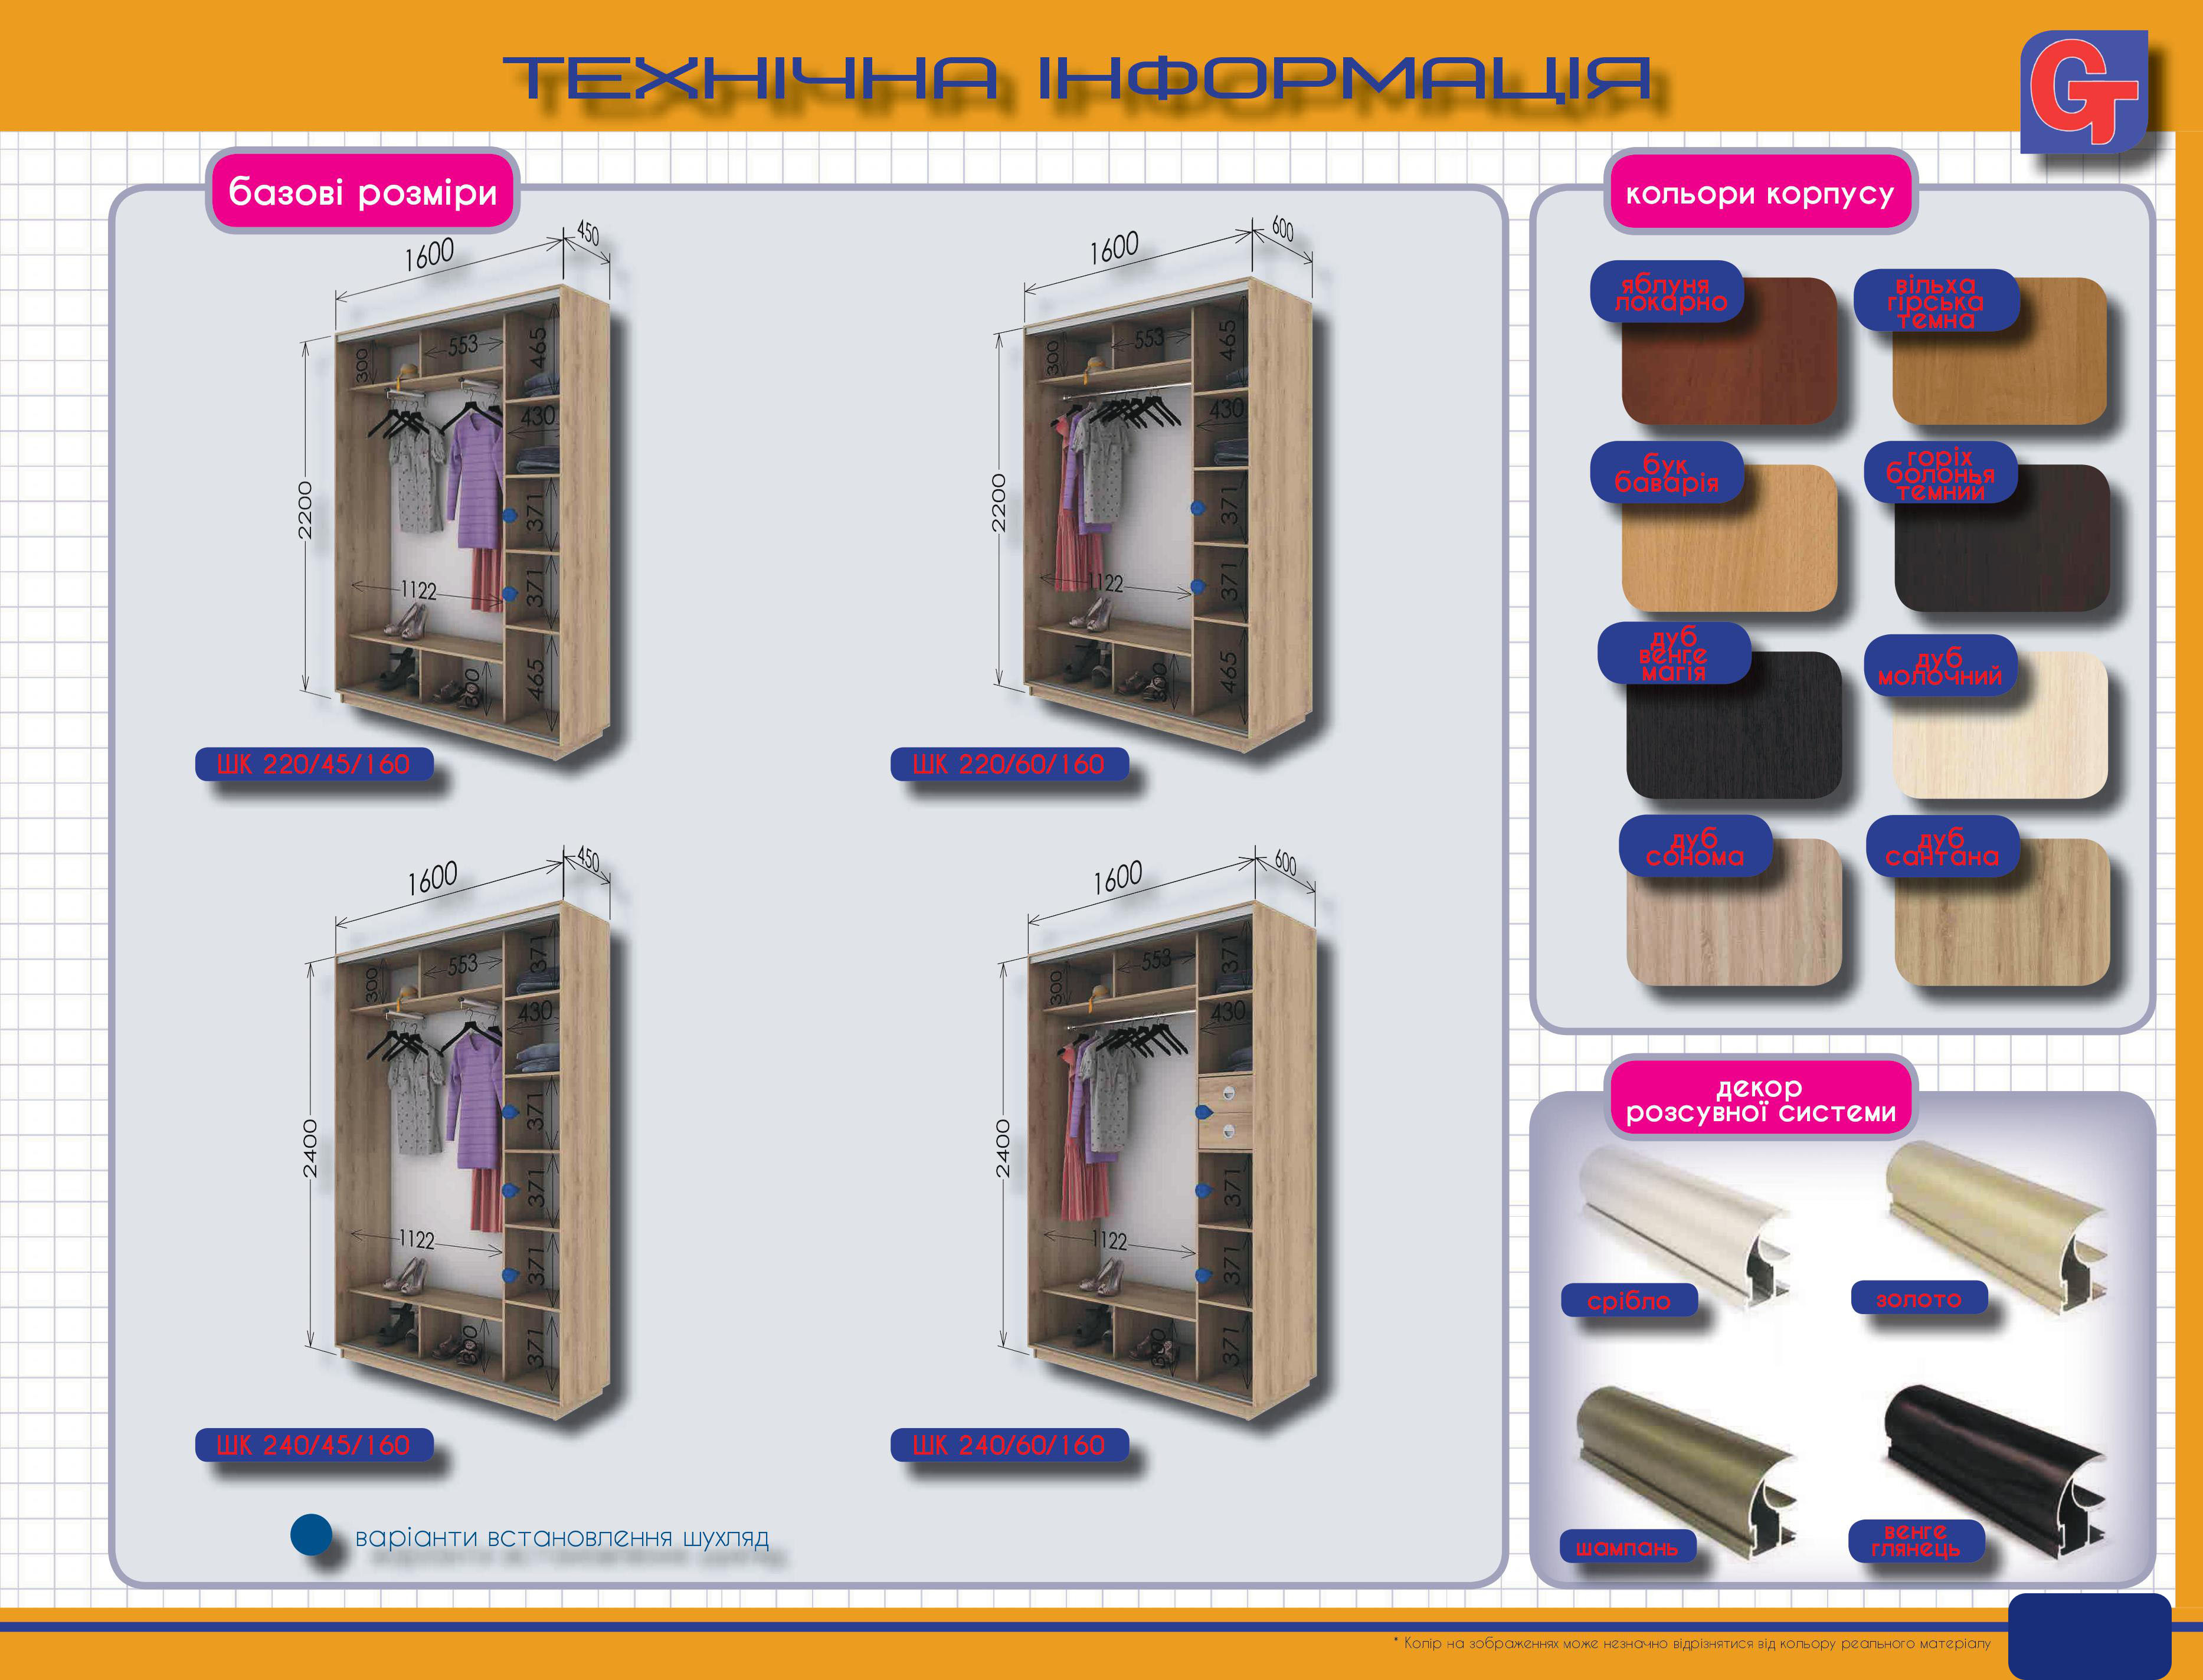 ТЕХНІЧНА ІНФОРМАЦІЯ
GT
базові розміри
1600
450
2200
300
553
465
430
371
1122
371
300
465
ШК 220/45/160
1600
600
2200
300
553
465
430
371
1122
371
300
465
ШК 220/60/160
1600
450
2400
300
553
371
430
371
371
1122
371
300
371
ШК 240/45/160
1600
600
2400
300
553
371
430
371
1122
371
300
371
ШК 240/60/160
варіанти встановлення шухляд
кольори корпусу
яблуня
локарно
вільха
гірська
темна
бук
баварія
горіх
болонья
темний
дуб
венге
магія
дуб
молочний
дуб
сонома
дуб
сантана
декор
розсувної системи
срібло
золото
шампань
венге
глянець
* Колір на зображеннях може незначно відрізнятися від кольору реального матеріалу